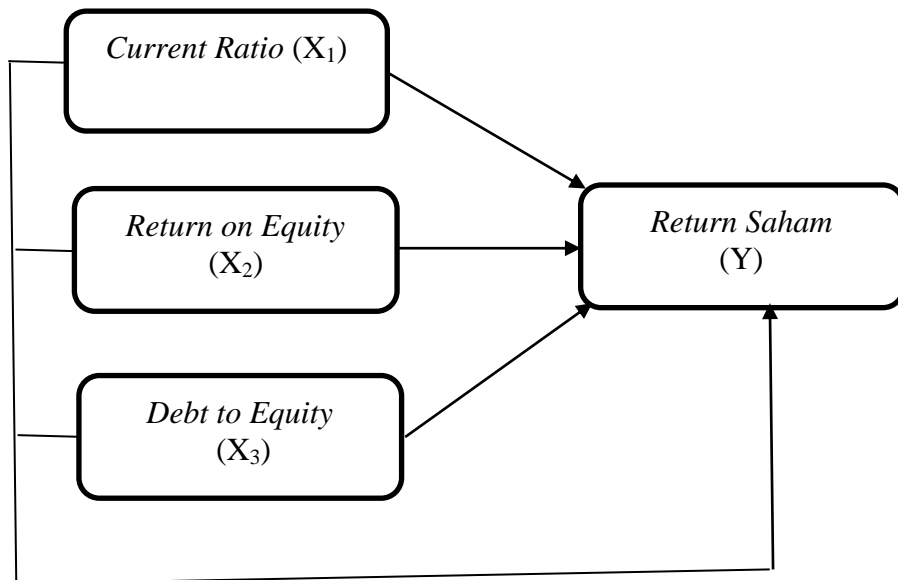 Current Ratio (X₁)
Return on Equity
(X₂)
Return Saham
(Y)
Debt to Equity
(X₃)